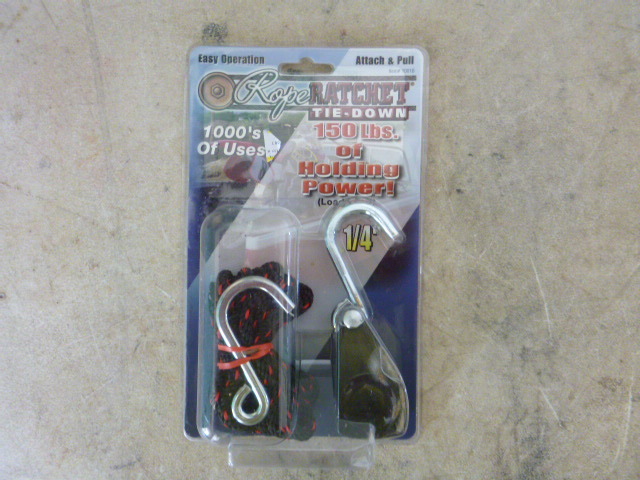 Easy Operation
Attach & Pull
Rope RATCHET
TIE-DOWN
1000's
Of Uses
150 Lbs.
of
Holding
Power!
1/4"